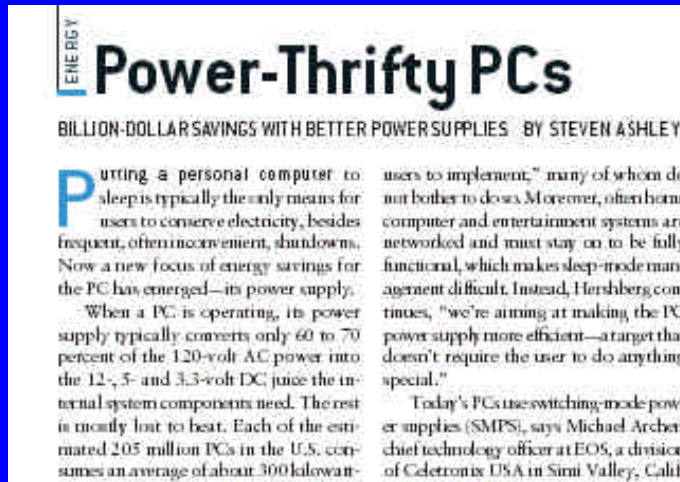 ENERGY
Power-Thrifty PCs
BILLION-DOLLAR SAVINGS WITH BETTER POWER SUPPLIES BY STEVEN ASHLEY
Putting a personal computer to
sleep is typically the only means for
users to conserve electricity, besides
frequent, often inconvenient, shutdowns.
Now a new focus of energy savings for
the PC has emerged—its power supply.
When a PC is operating, its power
supply typically converts only 60 to 70
percent of the 120-volt AC power into
the 12-, 5- and 3.3-volt DC juice the in-
ternal system components need. The rest
is mostly lost to heat. Each of the esti-
mated 205 million PCs in the U.S. con-
sumes an average of about 300 kilowatt-
users to implement," many of whom do
not bother to do so. Moreover, often hom
computer and entertainment systems are
networked and must stay on to be fully
functional, which makes sleep-mode man
agement difficult. Instead, Hershberg con
tinues, "we're aiming at making the PC
power supply more efficient—a target tha
doesn't require the user to do anything
special."
Today's PCs use switching-mode pow
er supplies (SMPS), says Michael Archer
chief technology officer at EOS, a division
of Celetronix USA in Simi Valley, Calif